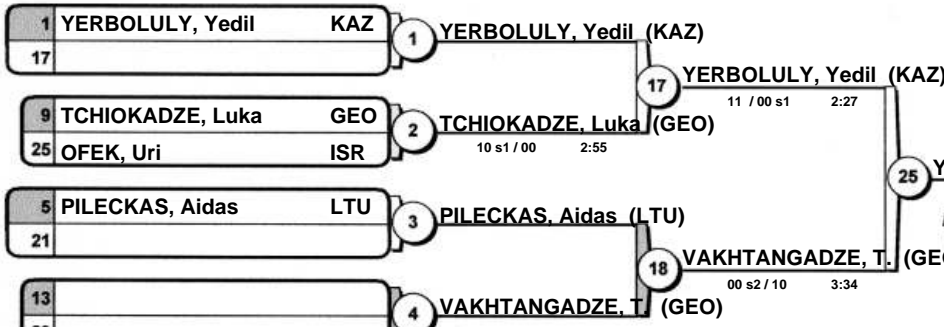 1 YERBOLULY, Yedil KAZ
17
1 YERBOLULY, Yedil (KAZ)
9 TCHIOKADZE, Luka GEO
25 OFEK, Uri ISR
2 TCHIOKADZE, Luka (GEO)
10 s1 / 00 2:55
17 YERBOLULY, Yedil (KAZ)
11 / 00 s1 2:27
5 PILECKAS, Aidas LTU
21
3 PILECKAS, Aidas (LTU)
13
4 VAKHTANGADZE, T. (GEO)
18 VAKHTANGADZE, T. (GEO
00 s2 / 10 3:34
25 Y